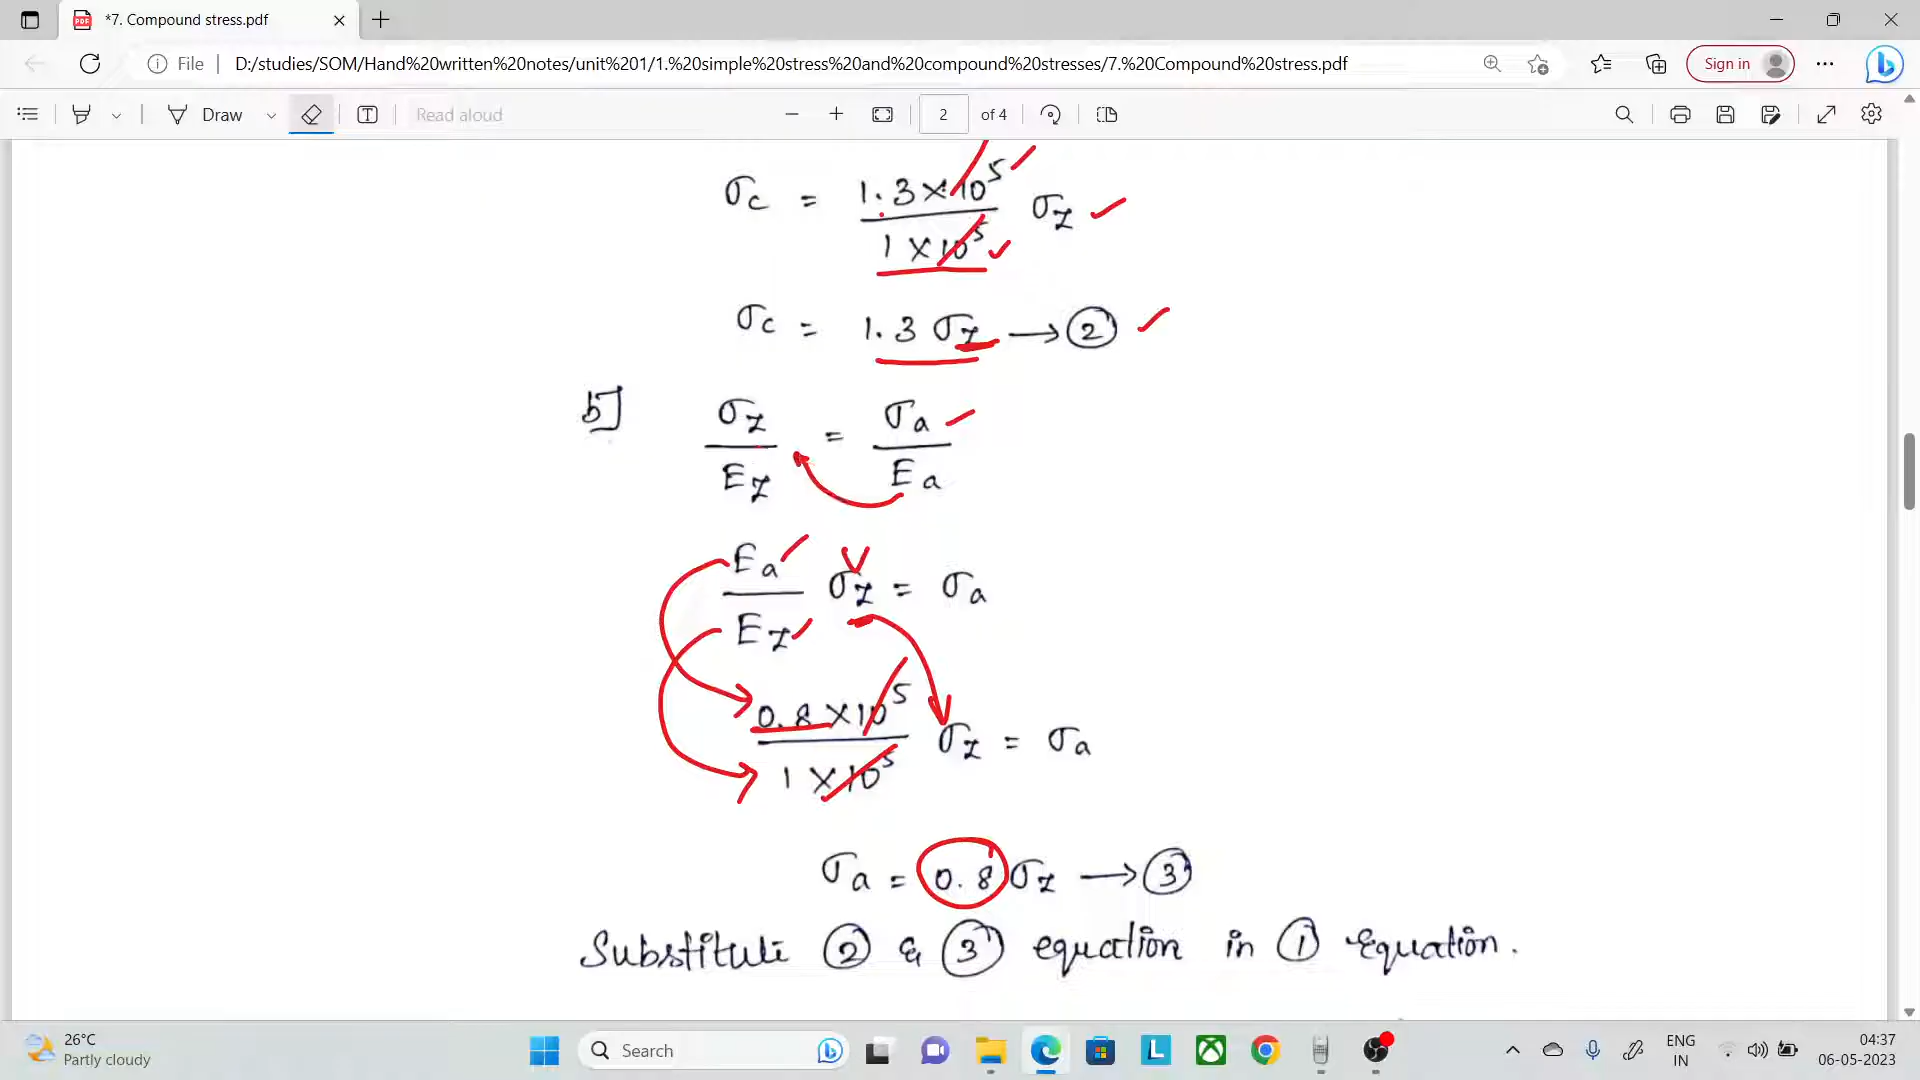 *7. Compound stress.pdf
File
D:/studies/SOM/Hand%20written%20notes/unit%201/1.%20simple%20stress%20and%20compound%20stresses/7.%20Compound%20stress.pdf
Sign in
Draw
Read aloud
2 of 4
σc = 1.3×10⁵ / 1×10⁵ σz
σc = 1.3 σz → ②
b]
σz / Ez = σa / Ea
Ea / Ez σz = σa
0.8×10⁵ / 1×10⁵ σz = σa
σa = 0.8 σz → ③
Substitute ② & ③ equation in ① equation.
26°C
Partly cloudy
Search
ENG
IN
04:37
06-05-2023